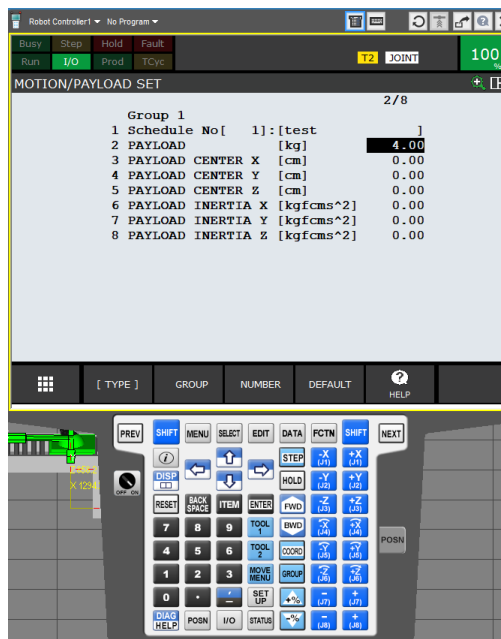 Robot Controller1 No Program
Busy Step Hold Fault
Run I/O Prod TCyc
T2 JOINT
100
%
MOTION/PAYLOAD SET
2/8
Group 1
1 Schedule No[ 1]:[test ]
2 PAYLOAD [kg] 4.00
3 PAYLOAD CENTER X [cm] 0.00
4 PAYLOAD CENTER Y [cm] 0.00
5 PAYLOAD CENTER Z [cm] 0.00
6 PAYLOAD INERTIA X [kgfcms^2] 0.00
7 PAYLOAD INERTIA Y [kgfcms^2] 0.00
8 PAYLOAD INERTIA Z [kgfcms^2] 0.00
[ TYPE ] GROUP NUMBER DEFAULT HELP
PREV SHIFT MENU SELECT EDIT DATA FCTN SHIFT NEXT
i STEP -X (J1) +X (J1)
DISP HOLD -Y (J2) +Y (J2)
OFF ON
X 1294
RESET BACK SPACE ITEM ENTER FWD -Z (J3) +Z (J3)
7 8 9 TOOL 1 BWD -X (J4) +X (J4)
4 5 6 TOOL 2 COORD -Y (J5) +Y (J5)
POSN
1 2 3 MOVE MENU GROUP -Z (J6) +Z (J6)
0 . - , SET UP +% - (J7) + (J7)
DIAG HELP POSN I/O STATUS -% - (J8) + (J8)